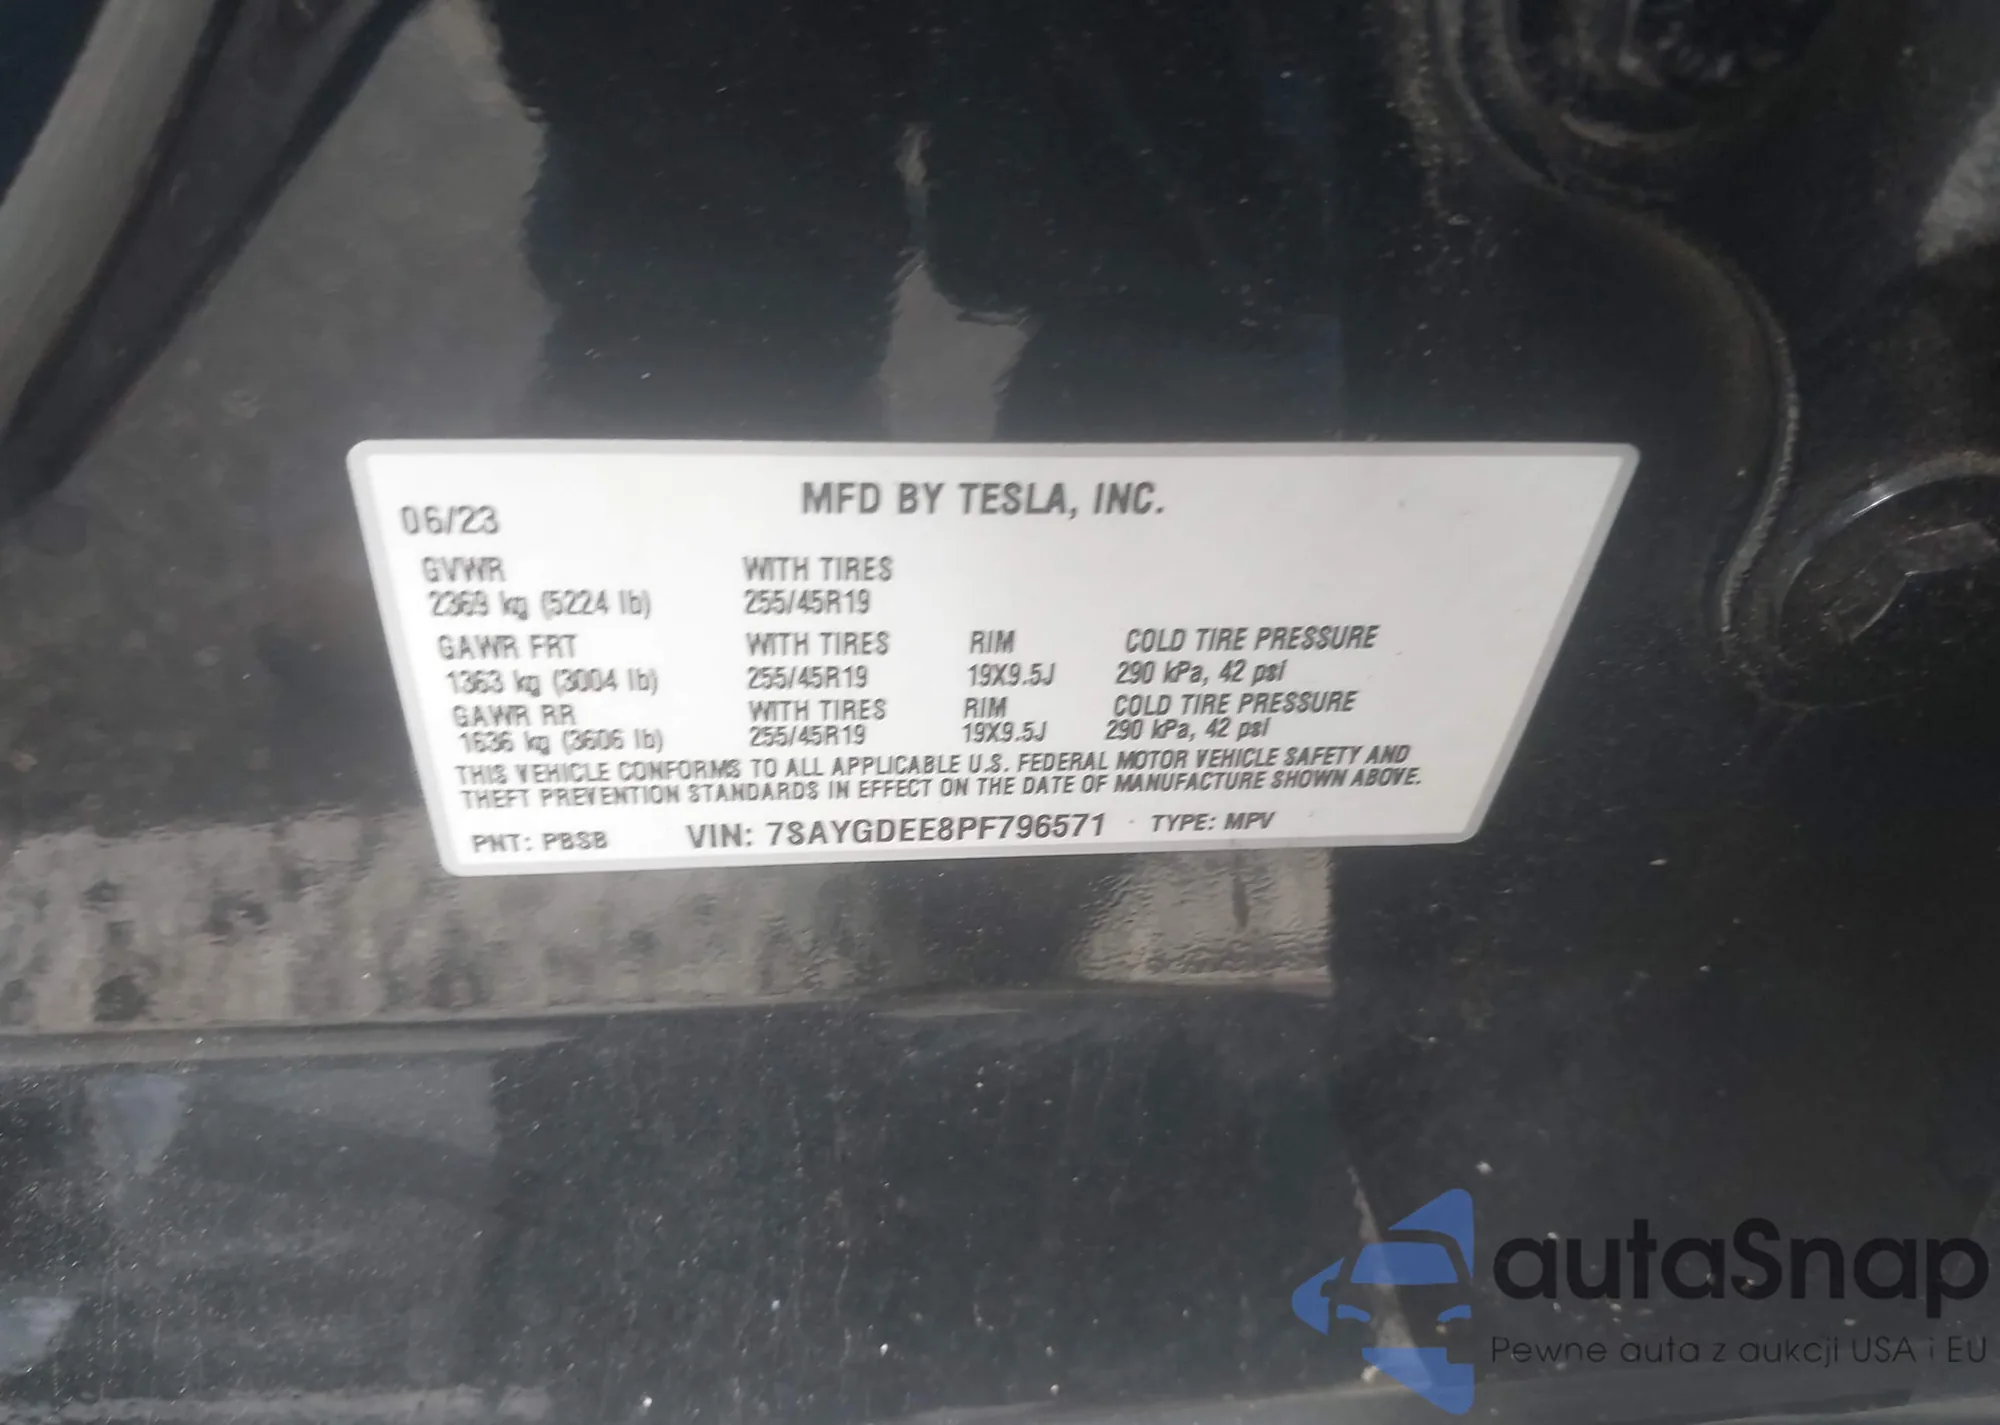 MFD BY TESLA, INC.
06/23
GVWR WITH TIRES
2369 kg (5224 lb) 255/45R19
GAWR FRT WITH TIRES RIM COLD TIRE PRESSURE
1363 kg (3004 lb) 255/45R19 19X9.5J 290 kPa, 42 psi
GAWR RR WITH TIRES RIM COLD TIRE PRESSURE
1636 kg (3606 lb) 255/45R19 19X9.5J 290 kPa, 42 psi
THIS VEHICLE CONFORMS TO ALL APPLICABLE U.S. FEDERAL MOTOR VEHICLE SAFETY AND
THEFT PREVENTION STANDARDS IN EFFECT ON THE DATE OF MANUFACTURE SHOWN ABOVE.
PNT: PBSB VIN: 7SAYGDEE8PF796571 TYPE: MPV
autaSnap
Pewne auta z aukcji USA i EU